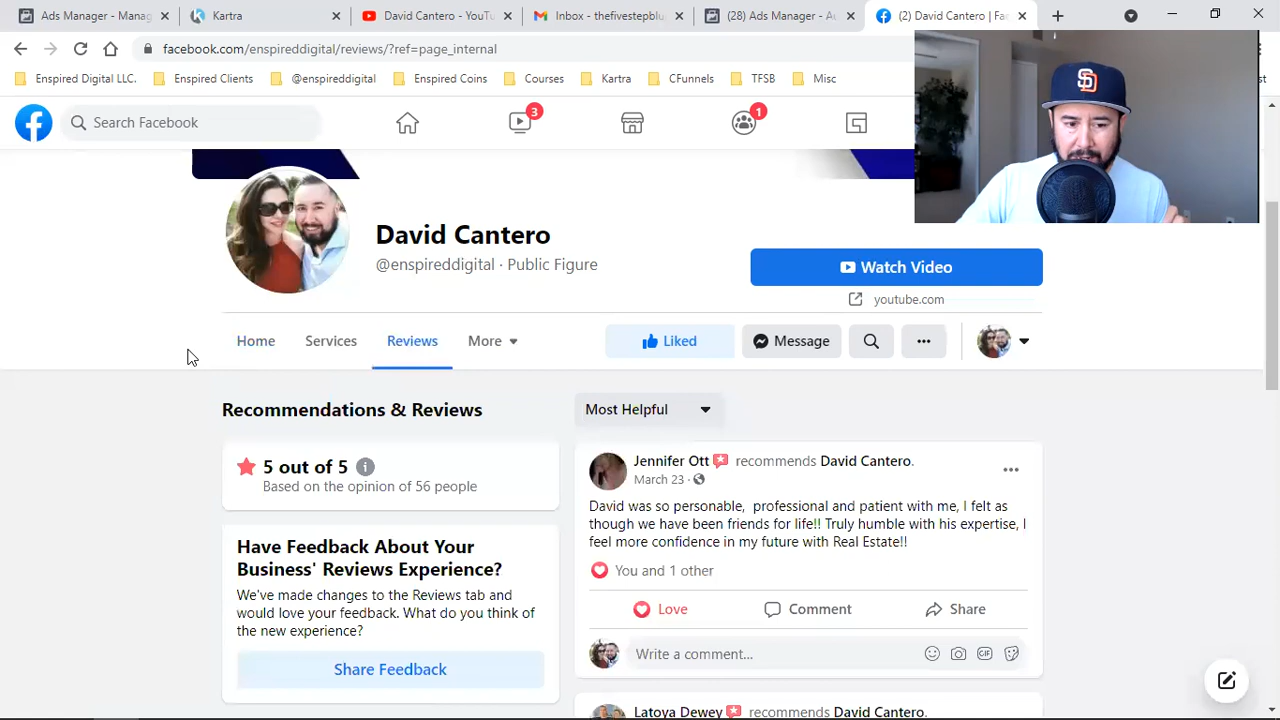 Ads Manager - Manag
Kartra
David Cantero - YouTu
Inbox - thefivestepblu
(28) Ads Manager - Au
(2) David Cantero | Fac
facebook.com/enspireddigital/reviews/?ref=page_internal
Enspired Digital LLC.
Enspired Clients
@enspireddigital
Enspired Coins
Courses
Kartra
CFunnels
TFSB
Misc
Search Facebook
3
1
SD
David Cantero
@enspireddigital · Public Figure
Watch Video
youtube.com
Home
Services
Reviews
More
Liked
Message
Recommendations & Reviews
Most Helpful
5 out of 5
Based on the opinion of 56 people
Jennifer Ott recommends David Cantero.
March 23 ·
David was so personable, professional and patient with me, I felt as
though we have been friends for life!! Truly humble with his expertise, I
feel more confidence in my future with Real Estate!!
You and 1 other
Love
Comment
Share
Write a comment...
GIF
Have Feedback About Your
Business' Reviews Experience?
We've made changes to the Reviews tab and
would love your feedback. What do you think of
the new experience?
Share Feedback
Latoya Dewey recommends David Cantero.